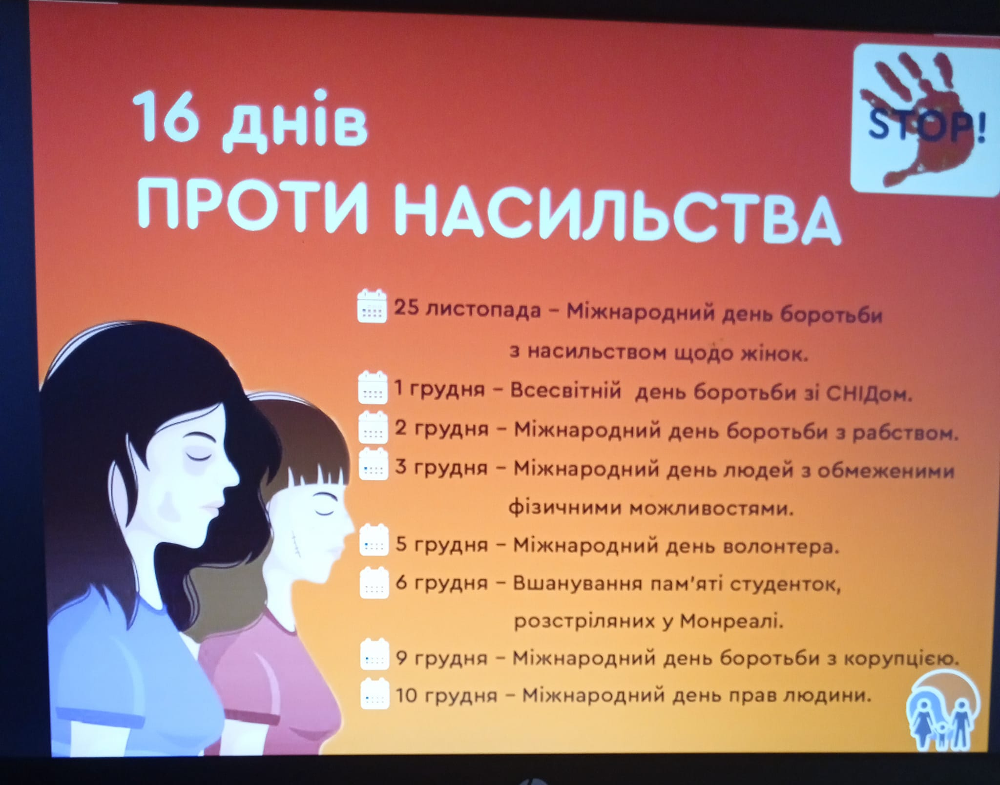 16 днів
ПРОТИ НАСИЛЬСТВА
STOP!
25 листопада – Міжнародний день боротьби
з насильством щодо жінок.
1 грудня – Всесвітній день боротьби зі СНІДом.
2 грудня – Міжнародний день боротьби з рабством.
3 грудня – Міжнародний день людей з обмеженими
фізичними можливостями.
5 грудня – Міжнародний день волонтера.
6 грудня – Вшанування пам'яті студенток,
розстріляних у Монреалі.
9 грудня – Міжнародний день боротьби з корупцією.
10 грудня – Міжнародний день прав людини.